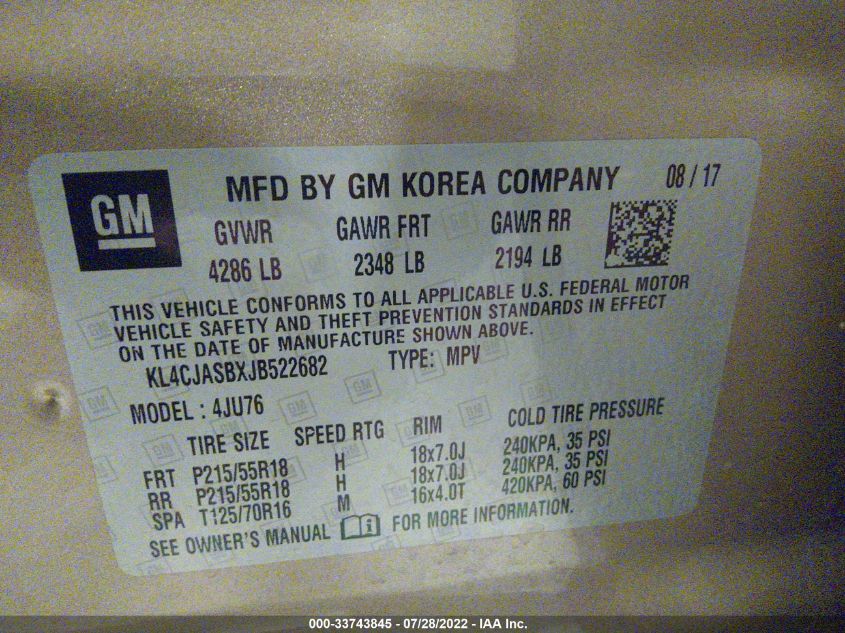 GM
MFD BY GM KOREA COMPANY 08 / 17
GVWR GAWR FRT GAWR RR
4286 LB 2348 LB 2194 LB
THIS VEHICLE CONFORMS TO ALL APPLICABLE U.S. FEDERAL MOTOR
VEHICLE SAFETY AND THEFT PREVENTION STANDARDS IN EFFECT
ON THE DATE OF MANUFACTURE SHOWN ABOVE.
KL4CJASBXJB522682 TYPE: MPV
MODEL : 4JU76
TIRE SIZE SPEED RTG RIM COLD TIRE PRESSURE
FRT P215/55R18 H 18x7.0J 240KPA, 35 PSI
RR P215/55R18 H 18x7.0J 240KPA, 35 PSI
SPA T125/70R16 M 16x4.0T 420KPA, 60 PSI
SEE OWNER'S MANUAL FOR MORE INFORMATION.
000-33743845 - 07/28/2022 - IAA Inc.